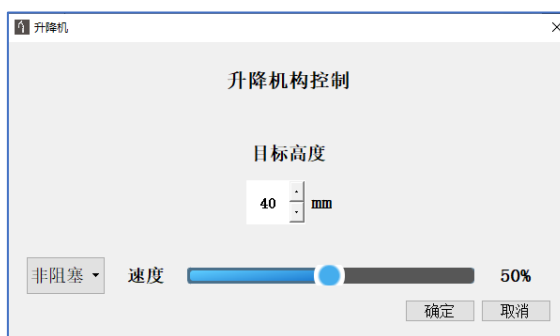 升降机
升降机构控制
目标高度
40 mm
非阻塞 速度 50%
确定 取消